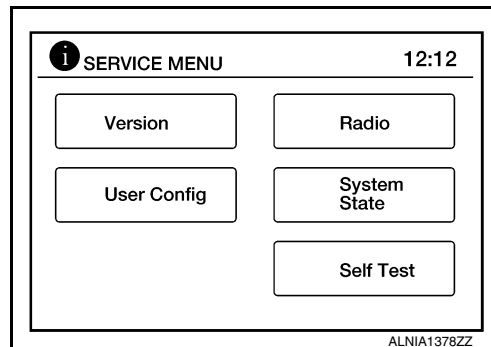 i SERVICE MENU 12:12
Version
Radio
User Config
System
State
Self Test
ALNIA1378ZZ